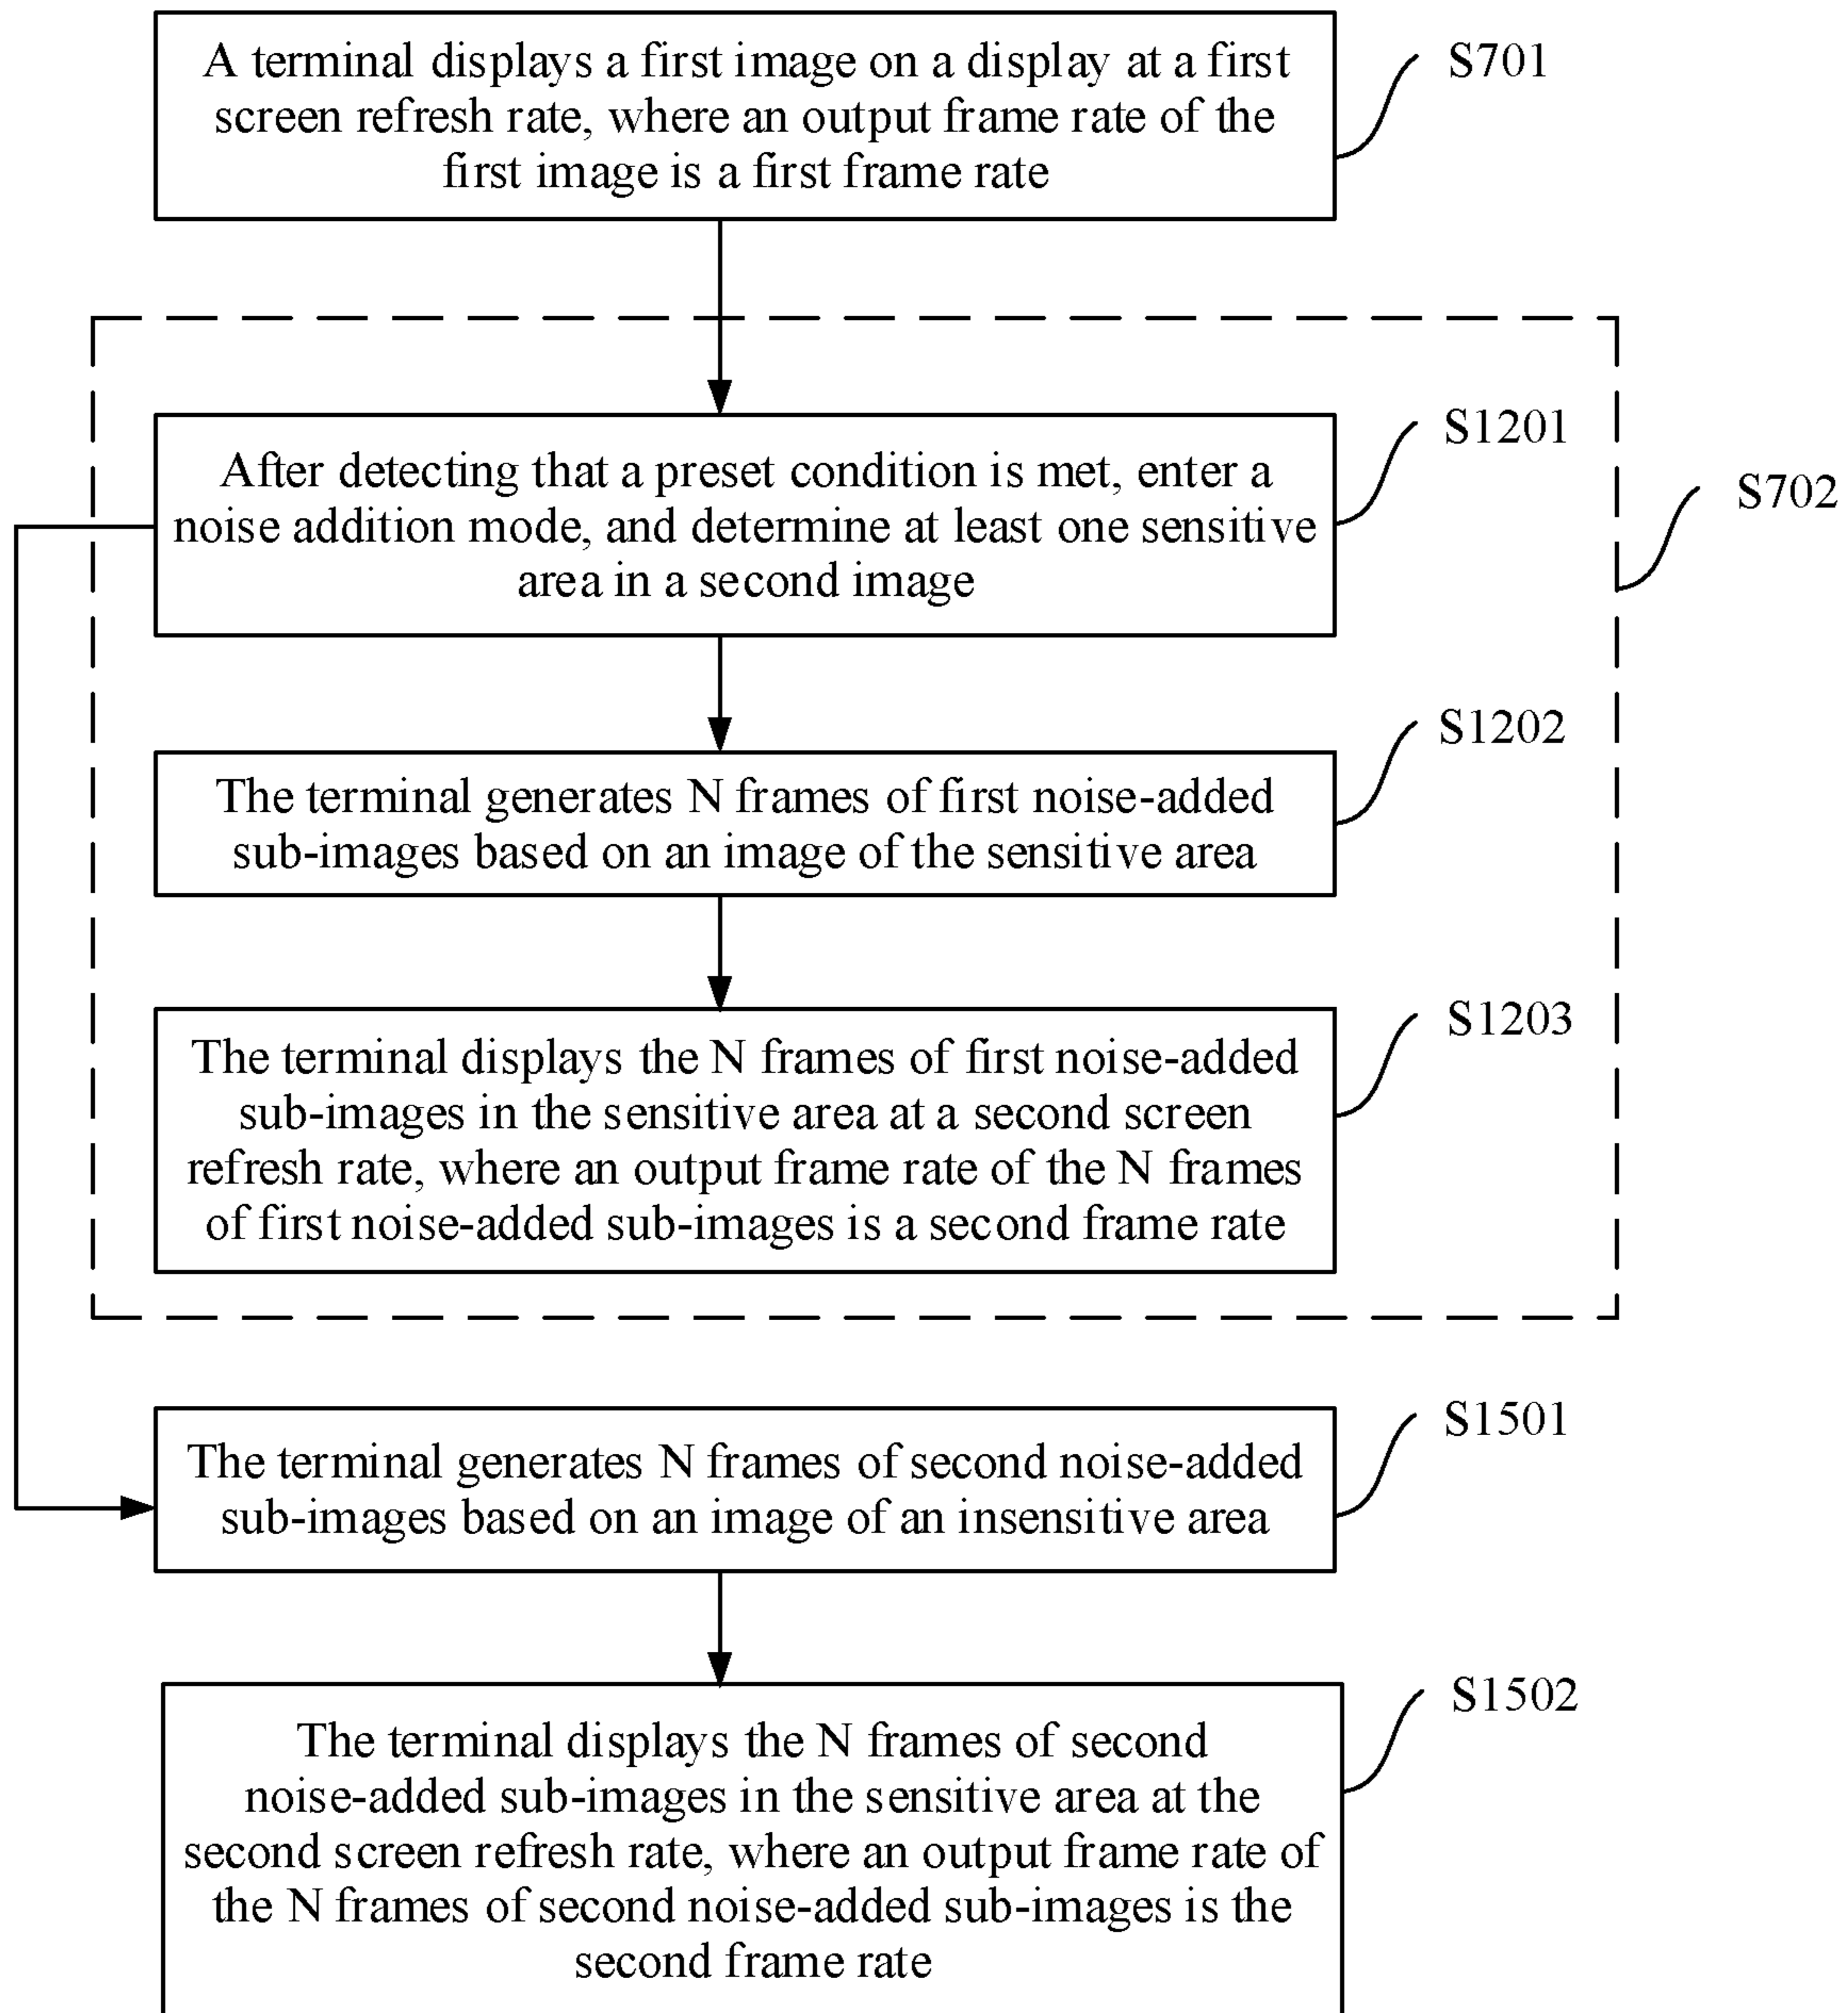 A terminal displays a first image on a display at a first
screen refresh rate, where an output frame rate of the
first image is a first frame rate
S701
After detecting that a preset condition is met, enter a
noise addition mode, and determine at least one sensitive
area in a second image
S1201
S702
The terminal generates N frames of first noise-added
sub-images based on an image of the sensitive area
S1202
The terminal displays the N frames of first noise-added
sub-images in the sensitive area at a second screen
refresh rate, where an output frame rate of the N frames
of first noise-added sub-images is a second frame rate
S1203
The terminal generates N frames of second noise-added
sub-images based on an image of an insensitive area
S1501
The terminal displays the N frames of second
noise-added sub-images in the sensitive area at the
second screen refresh rate, where an output frame rate of
the N frames of second noise-added sub-images is the
second frame rate
S1502